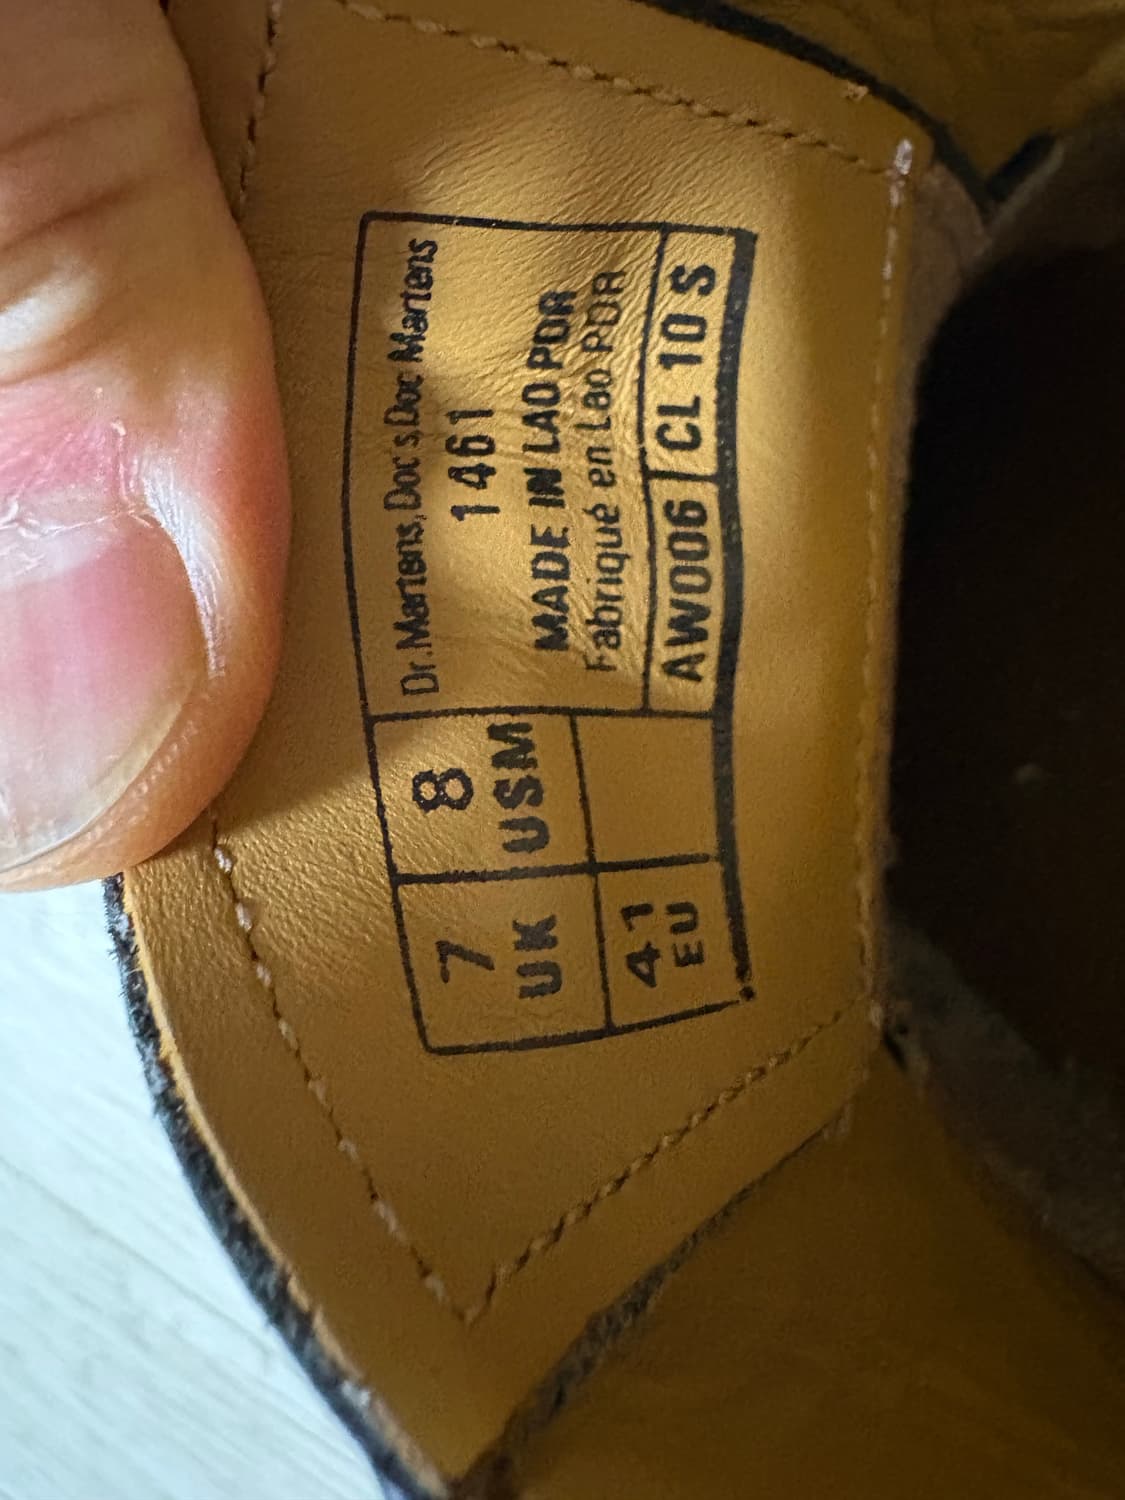 Dr.Martens,Doc's,Doc Martens
1461
MADE IN LAO PDR
Fabriqué en Lao PDR
AW006 CL 10 S
7 UK
8 USM
41 EU